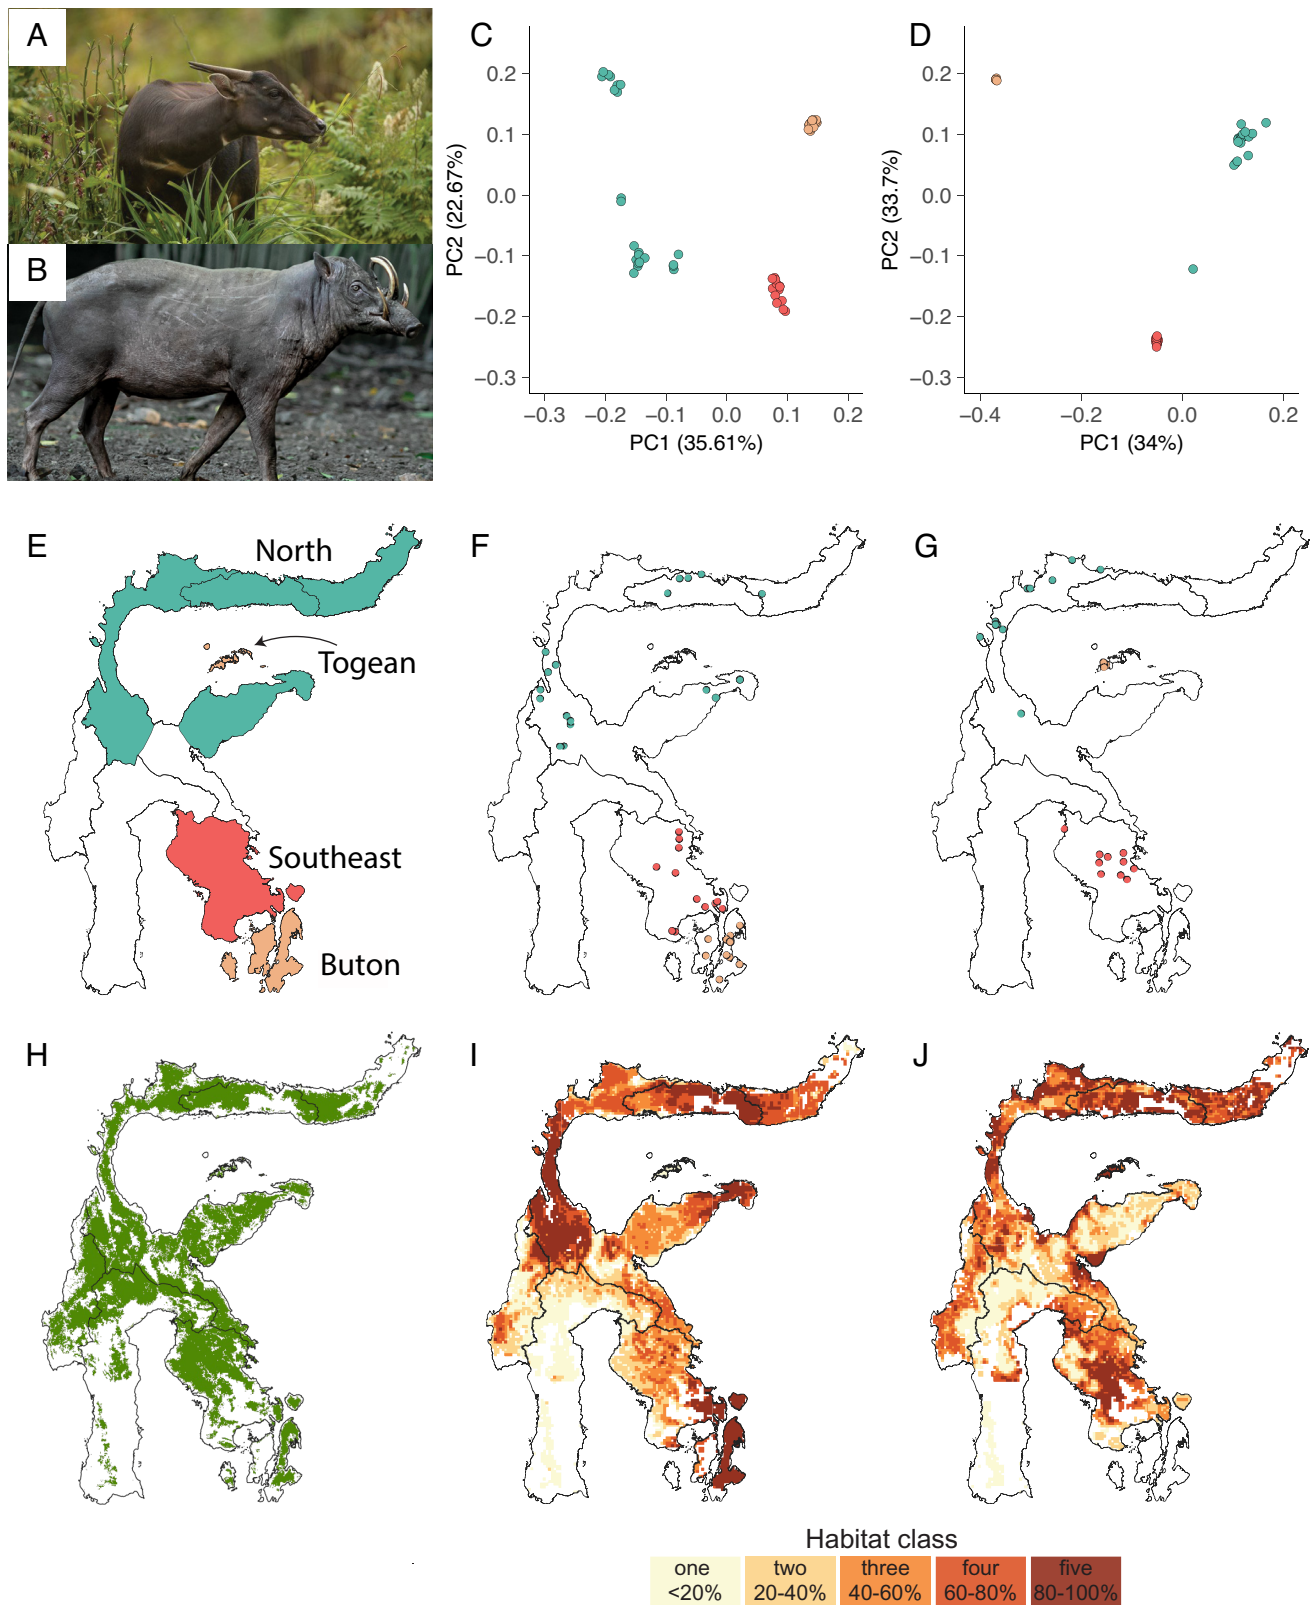 A
B
C
0.2
0.1
0.0
−0.1
−0.2
−0.3
PC2 (22.67%)
−0.3
−0.2
−0.1
0.0
0.1
0.2
PC1 (35.61%)
D
0.2
0.1
0.0
−0.1
−0.2
−0.3
PC2 (33.7%)
−0.4
−0.2
0.0
0.2
PC1 (34%)
E
North
Togean
Southeast
Buton
F
G
H
I
J
Habitat class
one
<20%
two
20-40%
three
40-60%
four
60-80%
five
80-100%